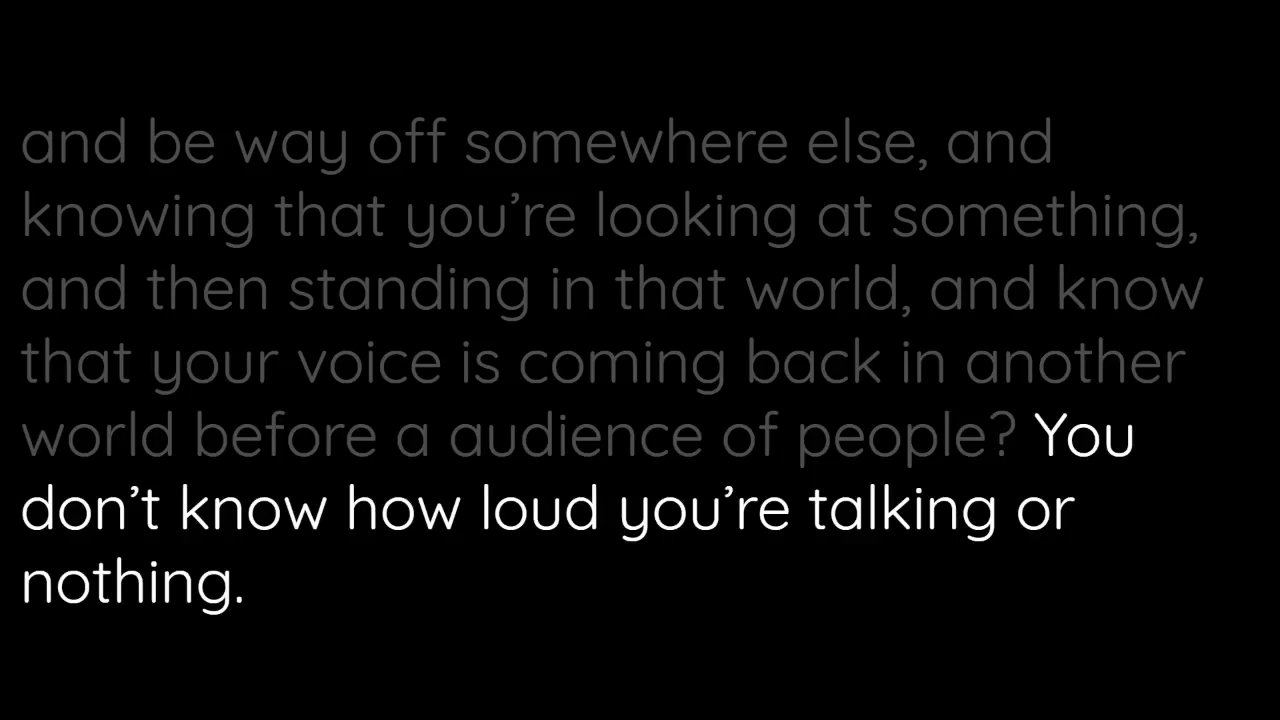 and be way off somewhere else, and
knowing that you’re looking at something,
and then standing in that world, and know
that your voice is coming back in another
world before a audience of people? You
don’t know how loud you’re talking or
nothing.